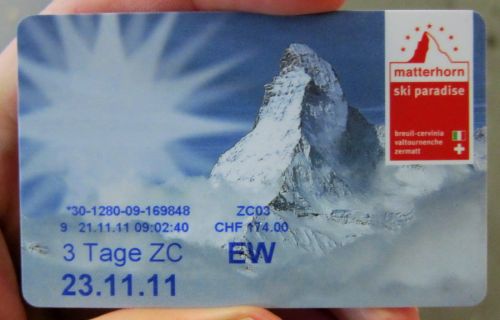 matterhorn
ski paradise
breuil-cervinia
valtournenche
zermatt
*30-1280-09-169848 ZC03
9 21.11.11 09:02:40 CHF 174.00
3 Tage ZC EW
23.11.11